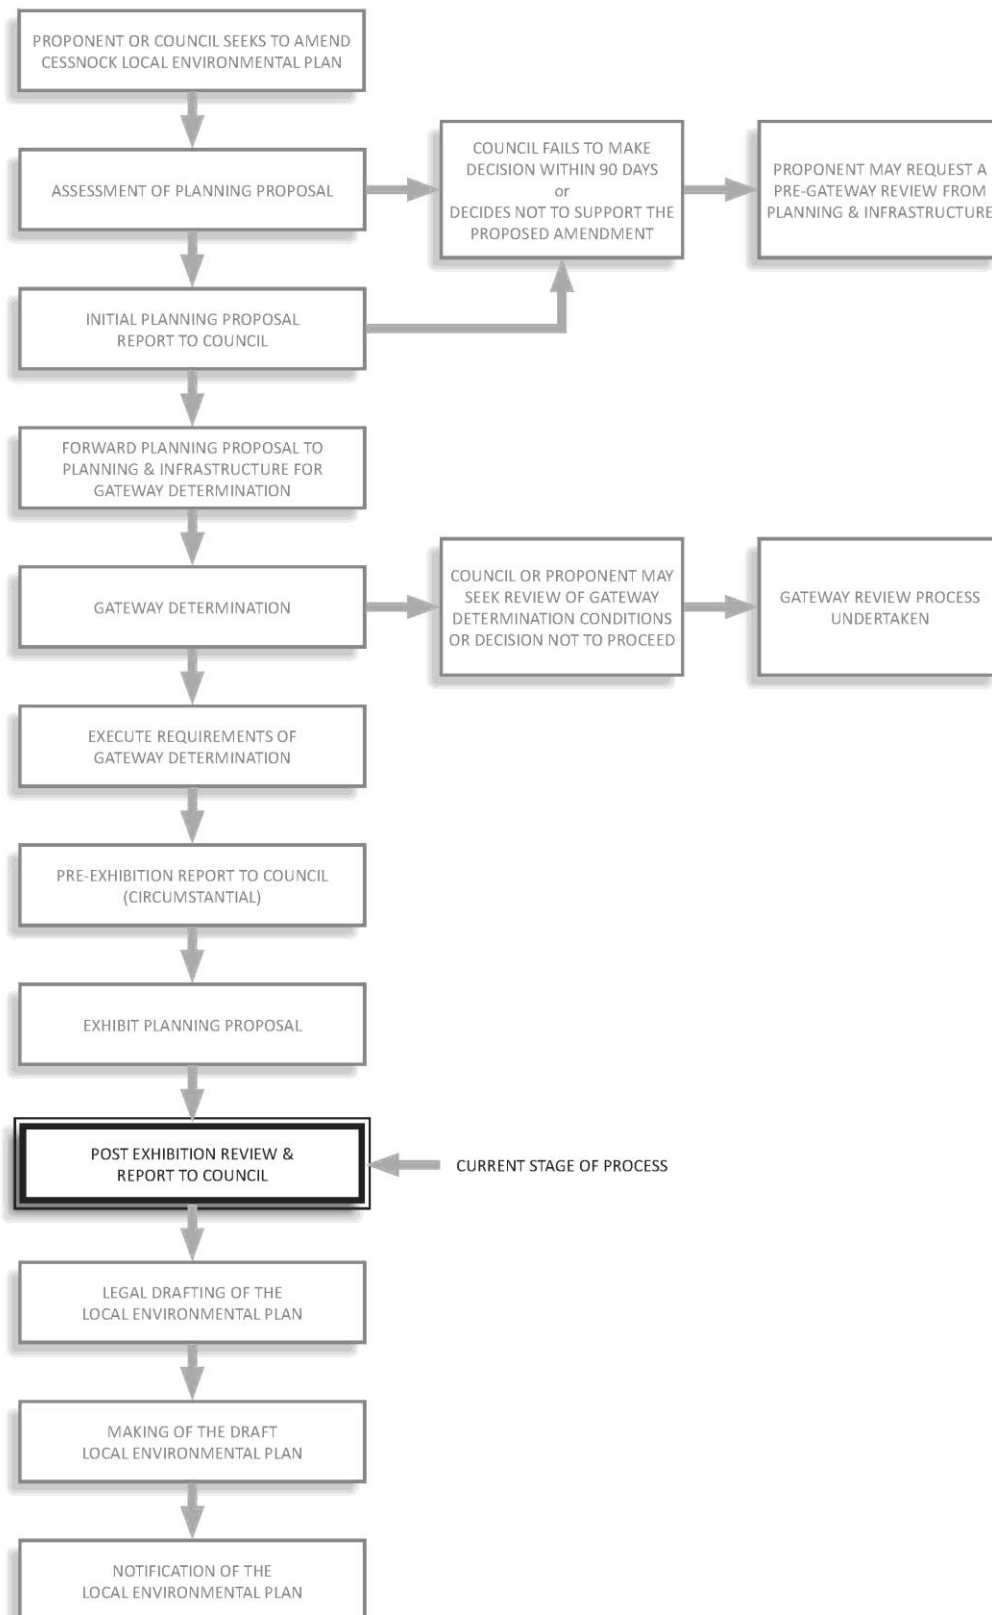 PROPONENT OR COUNCIL SEEKS TO AMEND
CESSNOCK LOCAL ENVIRONMENTAL PLAN
ASSESSMENT OF PLANNING PROPOSAL
COUNCIL FAILS TO MAKE
DECISION WITHIN 90 DAYS
or
DECIDES NOT TO SUPPORT THE
PROPOSED AMENDMENT
PROPONENT MAY REQUEST A
PRE-GATEWAY REVIEW FROM
PLANNING & INFRASTRUCTURE
INITIAL PLANNING PROPOSAL
REPORT TO COUNCIL
FORWARD PLANNING PROPOSAL TO
PLANNING & INFRASTRUCTURE FOR
GATEWAY DETERMINATION
GATEWAY DETERMINATION
COUNCIL OR PROPONENT MAY
SEEK REVIEW OF GATEWAY
DETERMINATION CONDITIONS
OR DECISION NOT TO PROCEED
GATEWAY REVIEW PROCESS
UNDERTAKEN
EXECUTE REQUIREMENTS OF
GATEWAY DETERMINATION
PRE-EXHIBITION REPORT TO COUNCIL
(CIRCUMSTANTIAL)
EXHIBIT PLANNING PROPOSAL
POST EXHIBITION REVIEW &
REPORT TO COUNCIL
CURRENT STAGE OF PROCESS
LEGAL DRAFTING OF THE
LOCAL ENVIRONMENTAL PLAN
MAKING OF THE DRAFT
LOCAL ENVIRONMENTAL PLAN
NOTIFICATION OF THE
LOCAL ENVIRONMENTAL PLAN